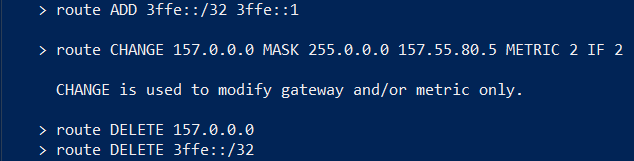 > route ADD 3ffe::/32 3ffe::1
> route CHANGE 157.0.0.0 MASK 255.0.0.0 157.55.80.5 METRIC 2 IF 2
CHANGE is used to modify gateway and/or metric only.
> route DELETE 157.0.0.0
> route DELETE 3ffe::/32